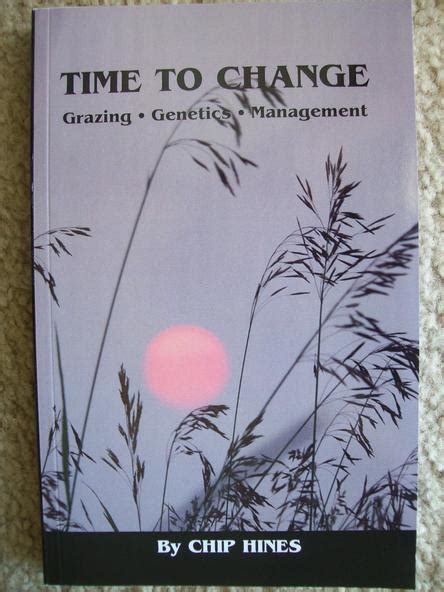 TIME TO CHANGE
Grazing • Genetics • Management
By CHIP HINES